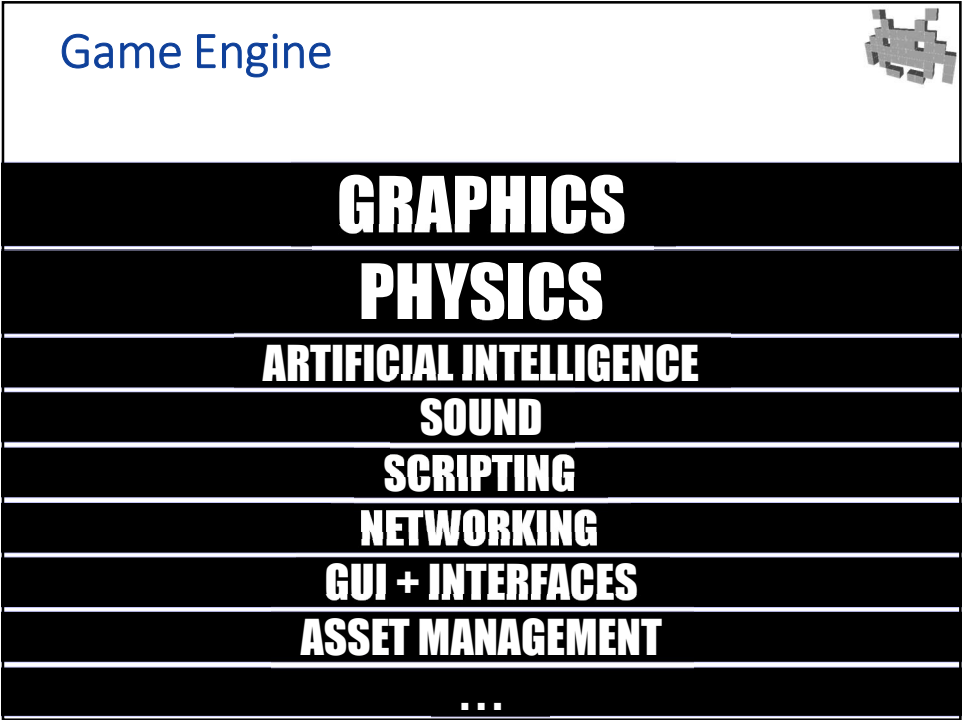 Game Engine
GRAPHICS
PHYSICS
ARTIFICIAL INTELLIGENCE
SOUND
SCRIPTING
NETWORKING
GUI + INTERFACES
ASSET MANAGEMENT
...